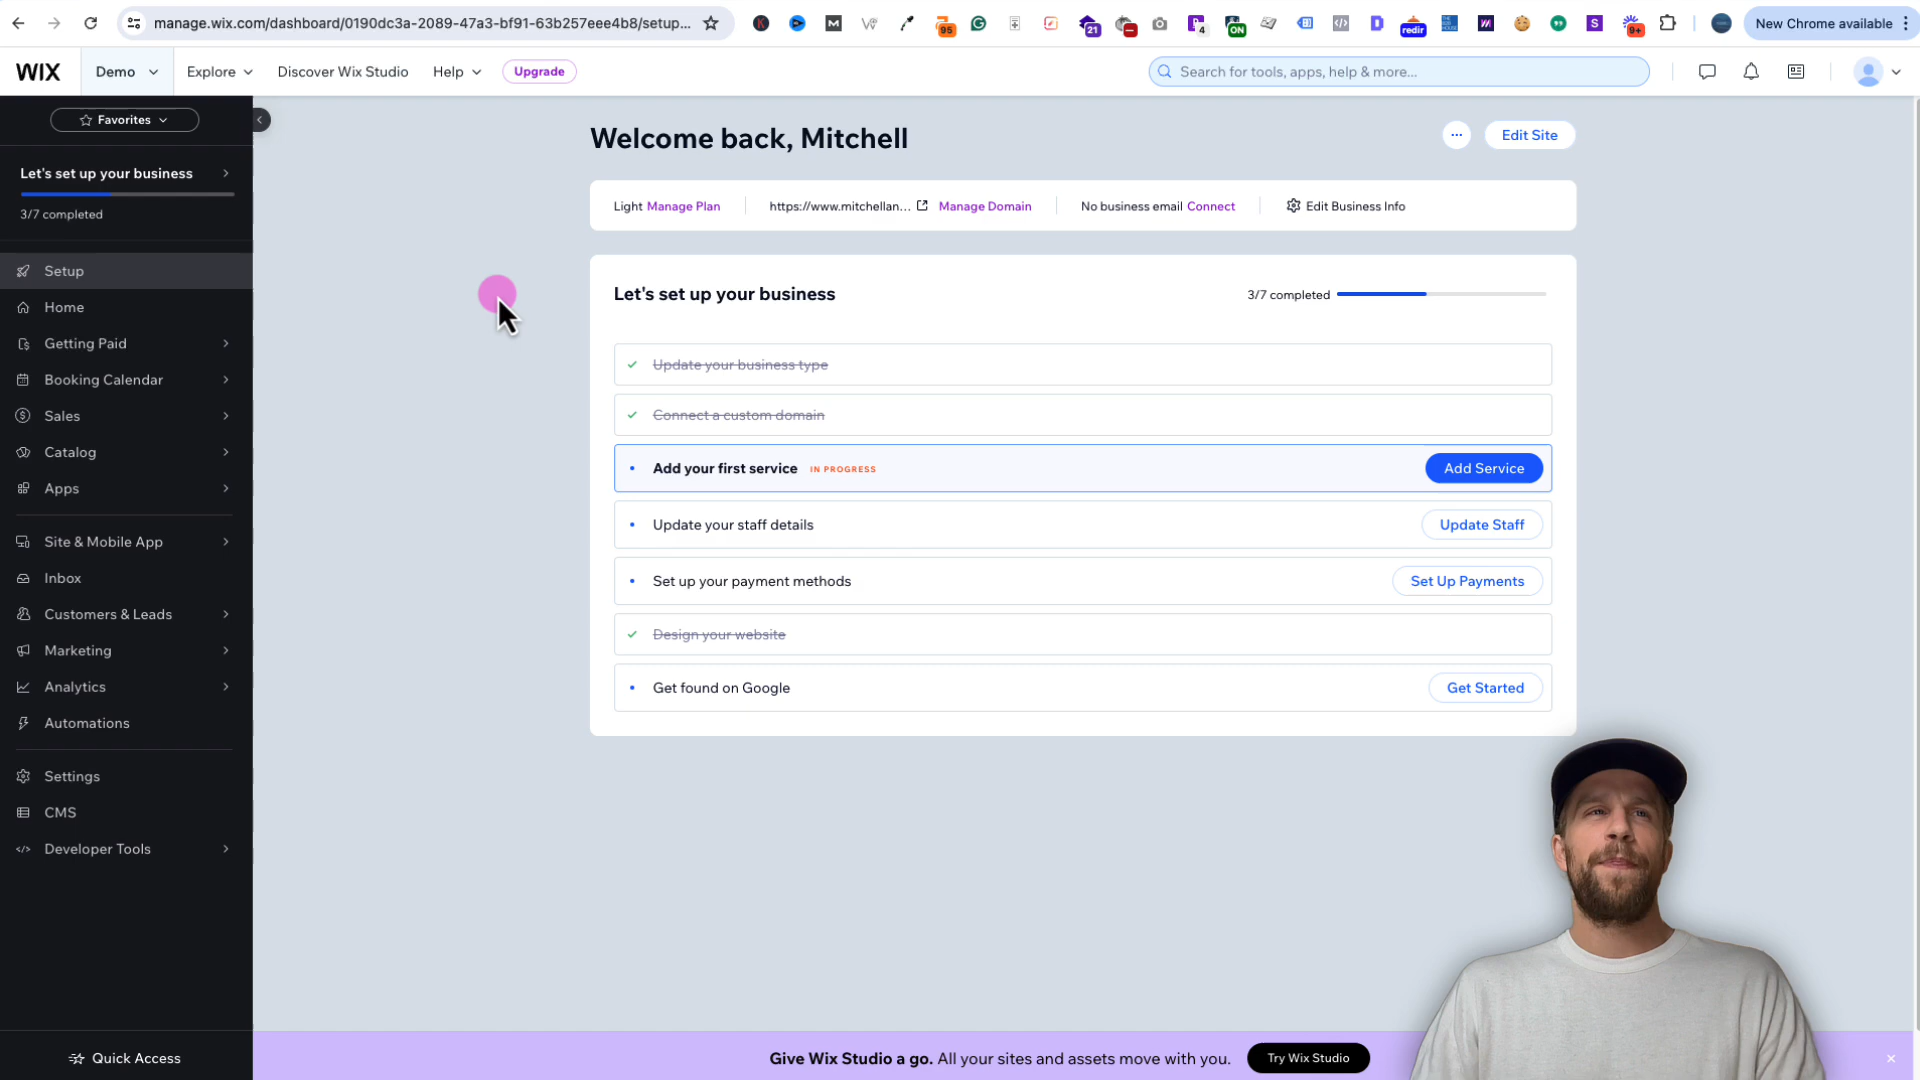 manage.wix.com/dashboard/0190dc3a-2089-47a3-bf91-63b257eee4b8/setup...
95
21
4
ON
redir
9+
New Chrome available
WIX
Demo
Explore
Discover Wix Studio
Help
Upgrade
Search for tools, apps, help & more...
Favorites
Let's set up your business
3/7 completed
Setup
Home
Getting Paid
Booking Calendar
Sales
Catalog
Apps
Site & Mobile App
Inbox
Customers & Leads
Marketing
Analytics
Automations
Settings
CMS
Developer Tools
Quick Access
Welcome back, Mitchell
Edit Site
Light Manage Plan
https://www.mitchellan... Manage Domain
No business email Connect
Edit Business Info
Let's set up your business
3/7 completed
Update your business type
Connect a custom domain
Add your first service IN PROGRESS
Add Service
Update your staff details
Update Staff
Set up your payment methods
Set Up Payments
Design your website
Get found on Google
Get Started
Give Wix Studio a go. All your sites and assets move with you.
Try Wix Studio